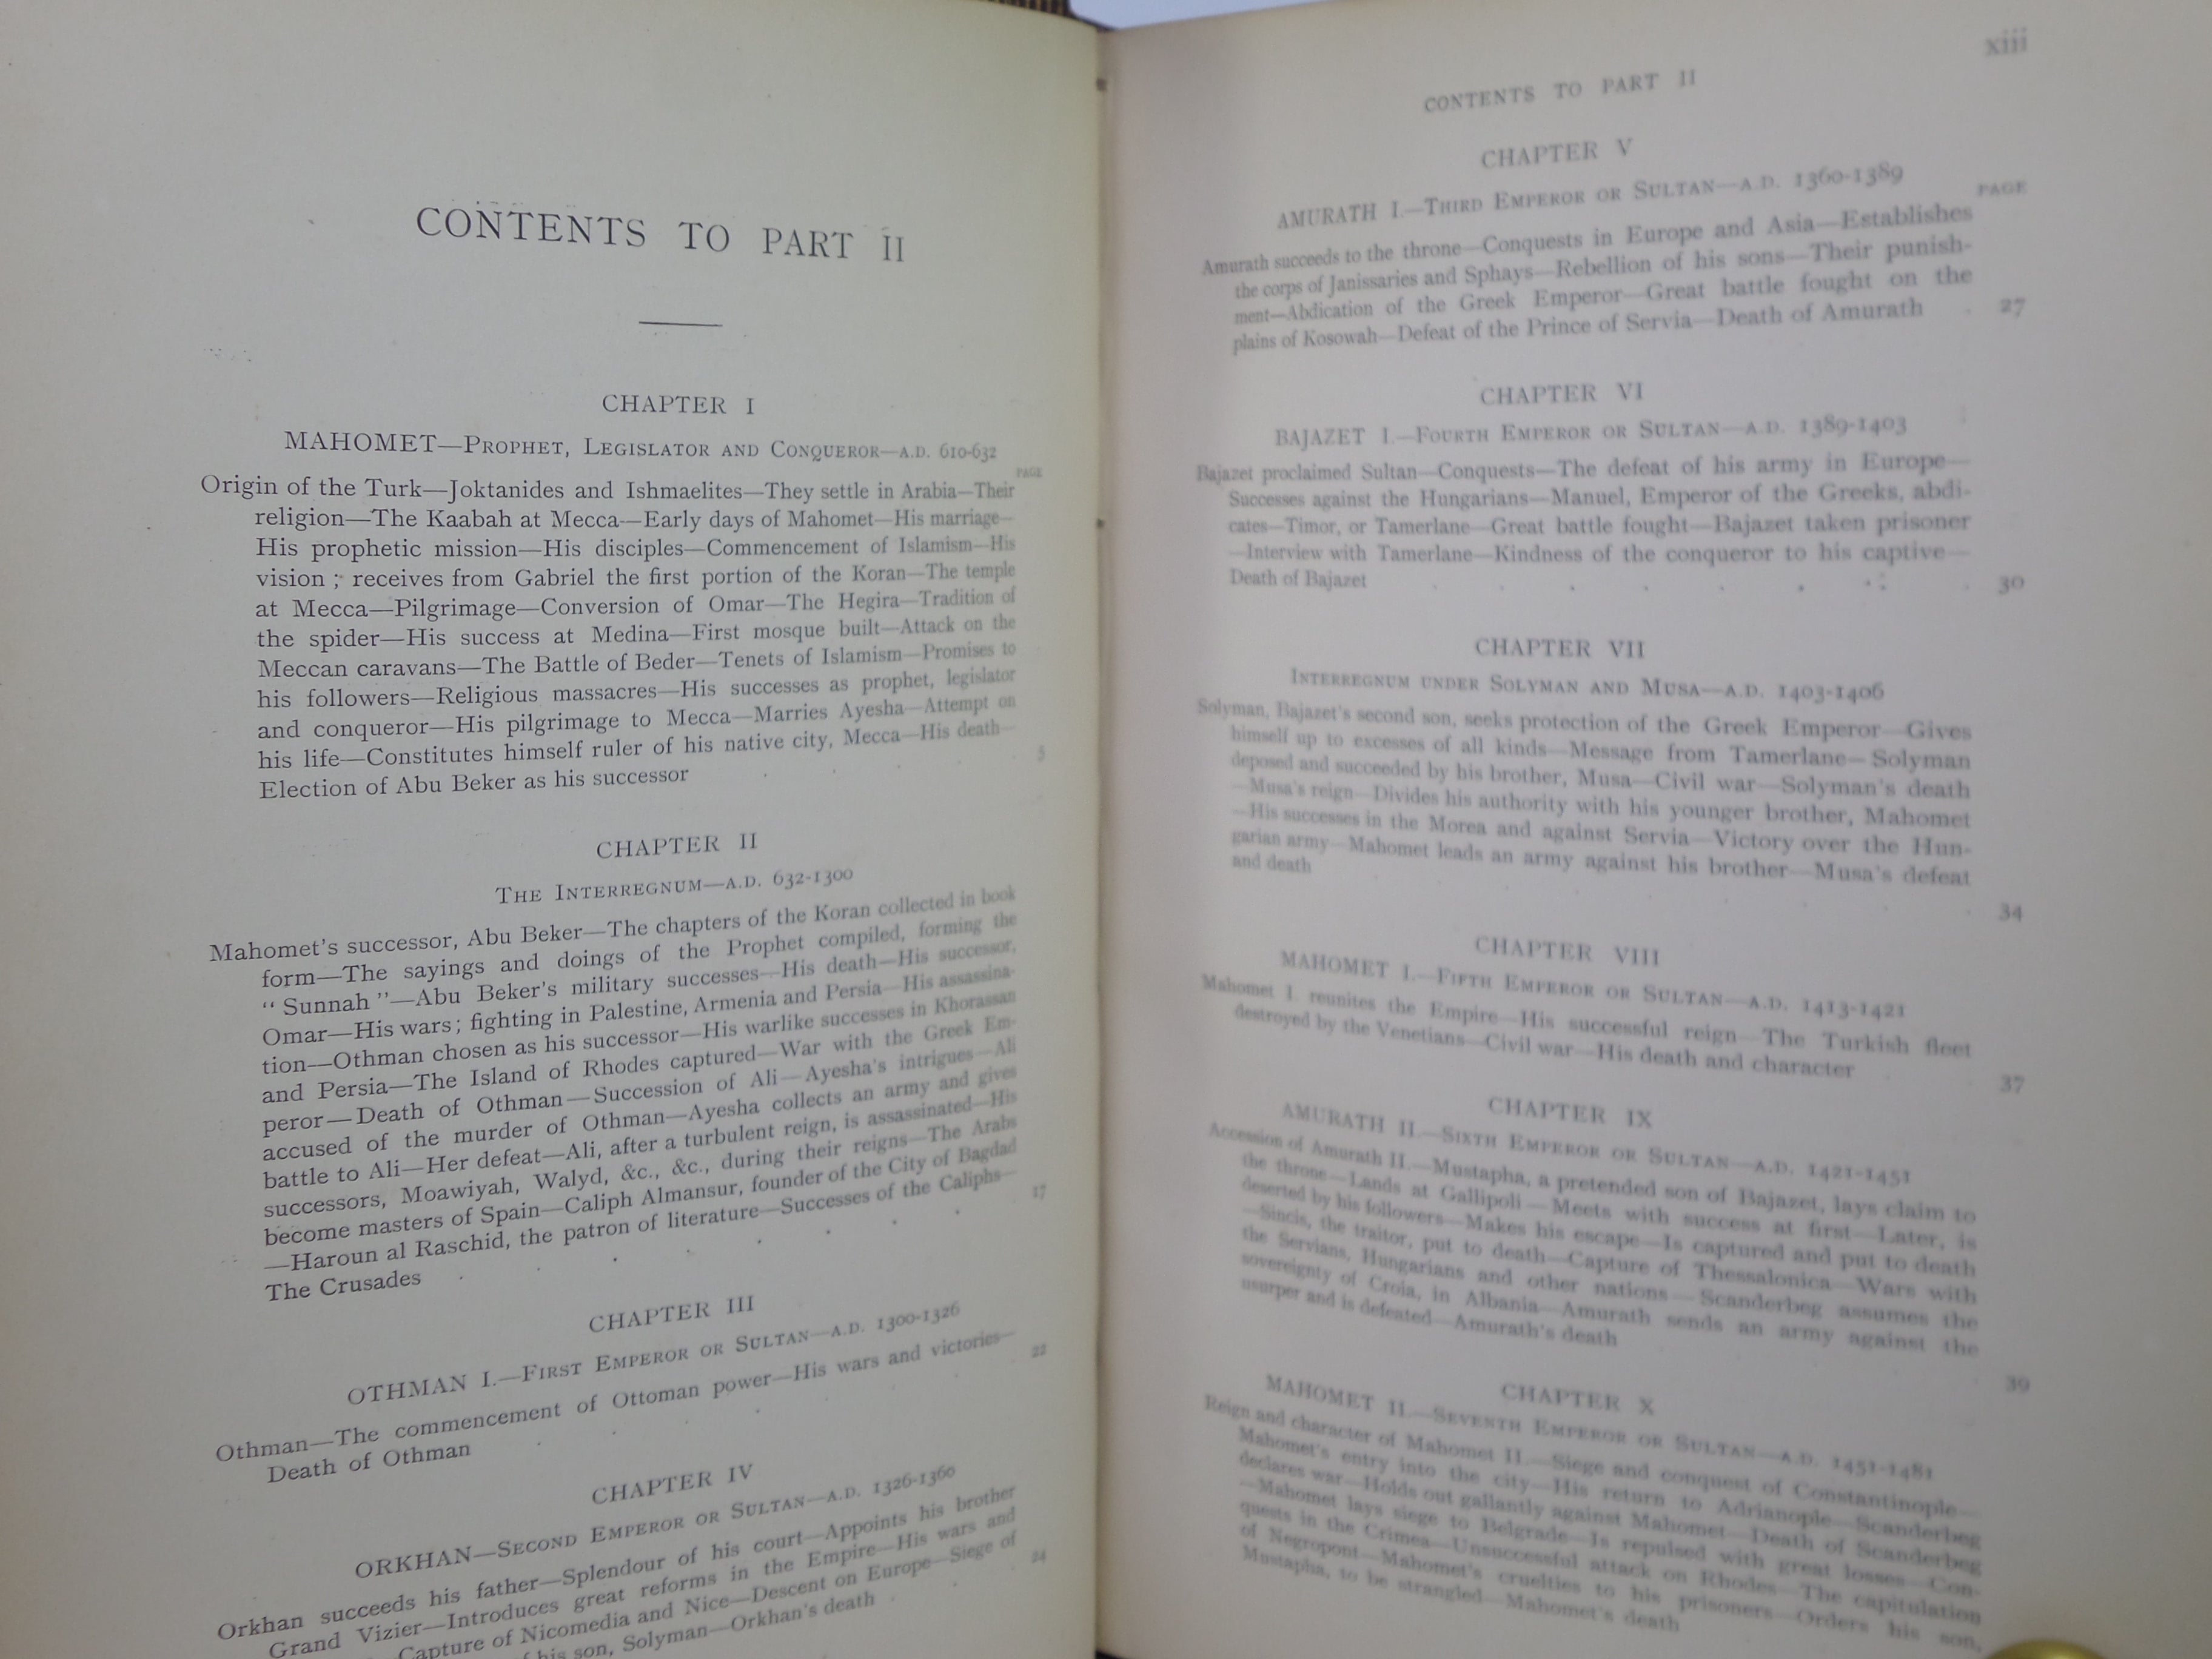 CONTENTS TO PART II
CHAPTER I
MAHOMET—PROPHET, LEGISLATOR AND CONQUEROR—A.D. 610-632
PAGE
Origin of the Turk—Joktanides and Ishmaelites—They settle in Arabia—Their
religion—The Kaabah at Mecca—Early days of Mahomet—His marriage—
His prophetic mission—His disciples—Commencement of Islamism—His
vision; receives from Gabriel the first portion of the Koran—The temple
at Mecca—Pilgrimage—Conversion of Omar—The Hegira—Tradition of
the spider—His success at Medina—First mosque built—Attack on the
Meccan caravans—The Battle of Beder—Tenets of Islamism—Promises to
his followers—Religious massacres—His successes as prophet, legislator
and conqueror—His pilgrimage to Mecca—Marries Ayesha—Attempt on
his life—Constitutes himself ruler of his native city, Mecca—His death—
Election of Abu Beker as his successor . . . 5
CHAPTER II
THE INTERREGNUM—A.D. 632-1300
Mahomet's successor, Abu Beker—The chapters of the Koran collected in book
form—The sayings and doings of the Prophet compiled, forming the
"Sunnah"—Abu Beker's military successes—His death—His successor,
Omar—His wars; fighting in Palestine, Armenia and Persia—His assassina-
tion—Othman chosen as his successor—His warlike successes in Khorassan
and Persia—The Island of Rhodes captured—War with the Greek Em-
peror—Death of Othman—Succession of Ali—Ayesha's intrigues—Ali
accused of the murder of Othman—Ayesha collects an army and gives
battle to Ali—Her defeat—Ali, after a turbulent reign, is assassinated—His
successors, Moawiyah, Walyd, &c., &c., during their reigns—The Arabs
become masters of Spain—Caliph Almansur, founder of the City of Bagdad
—Haroun al Raschid, the patron of literature—Successes of the Caliphs—
The Crusades . . . . . . 17
CHAPTER III
OTHMAN I.—FIRST EMPEROR OR SULTAN—A.D. 1300-1326
Othman—The commencement of Ottoman power—His wars and victories—
Death of Othman . . . . 22
CHAPTER IV
ORKHAN—SECOND EMPEROR OR SULTAN—A.D. 1326-1360
Orkhan succeeds his father—Splendour of his court—Appoints his brother
Grand Vizier—Introduces great reforms in the Empire—His wars and
Capture of Nicomedia and Nice—Descent on Europe—Siege of
his son, Solyman—Orkhan's death . . 24
xiii
CONTENTS TO PART II
CHAPTER V
AMURATH I.—THIRD EMPEROR OR SULTAN—A.D. 1360-1389
PAGE
Amurath succeeds to the throne—Conquests in Europe and Asia—Establishes
the corps of Janissaries and Sphays—Rebellion of his sons—Their punish-
ment—Abdication of the Greek Emperor—Great battle fought on the
plains of Kosowah—Defeat of the Prince of Servia—Death of Amurath . 27
CHAPTER VI
BAJAZET I.—FOURTH EMPEROR OR SULTAN—A.D. 1389-1403
Bajazet proclaimed Sultan—Conquests—The defeat of his army in Europe—
Successes against the Hungarians—Manuel, Emperor of the Greeks, abdi-
cates—Timor, or Tamerlane—Great battle fought—Bajazet taken prisoner
—Interview with Tamerlane—Kindness of the conqueror to his captive—
Death of Bajazet . . . . . . . . 30
CHAPTER VII
INTERREGNUM UNDER SOLYMAN AND MUSA—A.D. 1403-1406
Solyman, Bajazet's second son, seeks protection of the Greek Emperor—Gives
himself up to excesses of all kinds—Message from Tamerlane—Solyman
deposed and succeeded by his brother, Musa—Civil war—Solyman's death
—Musa's reign—Divides his authority with his younger brother, Mahomet
—His successes in the Morea and against Servia—Victory over the Hun-
garian army—Mahomet leads an army against his brother—Musa's defeat
and death . . . . . 34
CHAPTER VIII
MAHOMET I.—FIFTH EMPEROR OR SULTAN—A.D. 1413-1421
Mahomet I. reunites the Empire—His successful reign—The Turkish fleet
destroyed by the Venetians—Civil war—His death and character 37
CHAPTER IX
AMURATH II.—SIXTH EMPEROR OR SULTAN—A.D. 1421-1451
Accession of Amurath II.—Mustapha, a pretended son of Bajazet, lays claim to
the throne—Lands at Gallipoli—Meets with success at first—Later, is
deserted by his followers—Makes his escape—Is captured and put to death
—Sincis, the traitor, put to death—Capture of Thessalonica—Wars with
the Servians, Hungarians and other nations—Scanderbeg assumes the
sovereignty of Croia, in Albania—Amurath sends an army against the
usurper and is defeated—Amurath's death . 39
CHAPTER X
MAHOMET II.—SEVENTH EMPEROR OR SULTAN—A.D. 1451-1481
Reign and character of Mahomet II.—Siege and conquest of Constantinople—
Mahomet's entry into the city—His return to Adrianople—Scanderbeg
declares war—Holds out gallantly against Mahomet—Death of Scanderbeg
—Mahomet lays siege to Belgrade—Is repulsed with great losses—Con-
quests in the Crimea—Unsuccessful attack on Rhodes—The capitulation
of Negropont—Mahomet's cruelties to his prisoners—Orders his son,
Mustapha, to be strangled—Mahomet's death